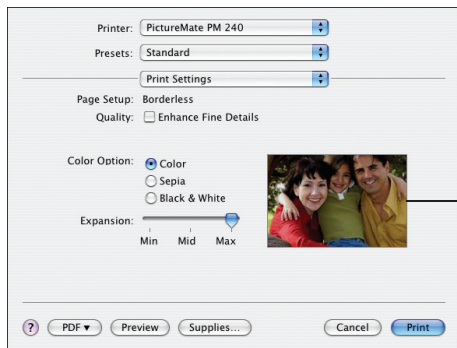 Printer: PictureMate PM 240
Presets: Standard
Print Settings
Page Setup: Borderless
Quality: Enhance Fine Details
Color Option: Color
Sepia
Black & White
Expansion:
Min Mid Max
? PDF ▼ Preview Supplies... Cancel Print